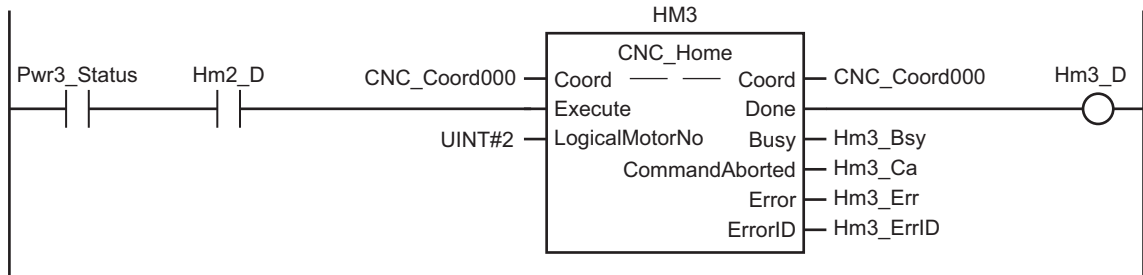 HM3
CNC_Home
Pwr3_Status Hm2_D CNC_Coord000 Coord Coord CNC_Coord000 Hm3_D
Execute Done
UINT#2 LogicalMotorNo Busy Hm3_Bsy
CommandAborted Hm3_Ca
Error Hm3_Err
ErrorID Hm3_ErrID